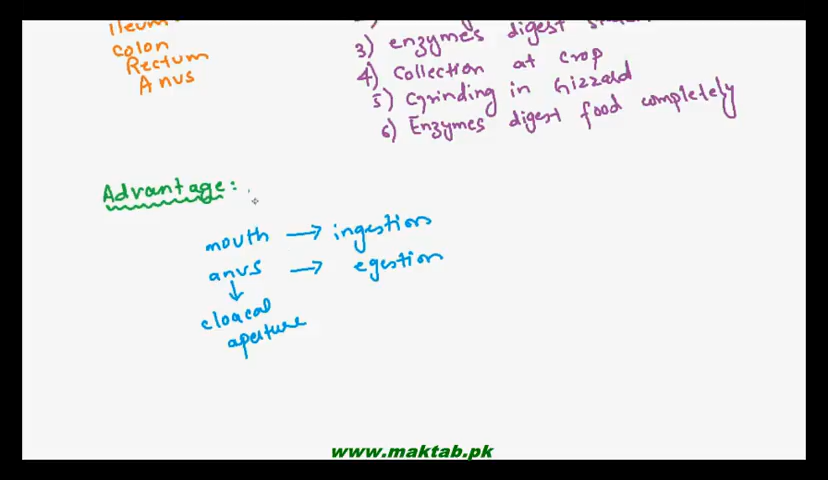 Ileum
Colon
Rectum
Anus
3) enzymes digest
4) Collection at crop
5) Grinding in Gizzard
6) Enzymes digest food completely
Advantage:
mouth → ingestion
anus → egestion
↓
cloacal
aperture
www.maktab.pk